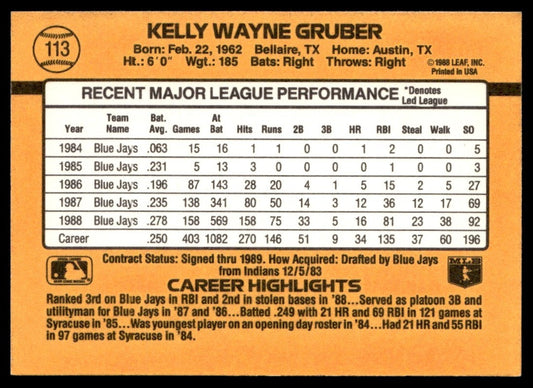 113
KELLY WAYNE GRUBER
Born: Feb. 22, 1962 Bellaire, TX Home: Austin, TX
Ht.: 6'0" Wgt.: 185 Bats: Right Throws: Right
©1988 LEAF, INC.
Printed in USA
RECENT MAJOR LEAGUE PERFORMANCE *Denotes Led League
Year Team Name Bat. Avg. Games At Bat Hits Runs 2B 3B HR RBI Steal Walk SO
1984 Blue Jays .063 15 16 1 1 0 0 1 2 0 0 5
1985 Blue Jays .231 5 13 3 0 0 0 0 1 0 0 3
1986 Blue Jays .196 87 143 28 20 4 1 5 15 2 5 27
1987 Blue Jays .235 138 341 80 50 14 3 12 36 12 17 69
1988 Blue Jays .278 158 569 158 75 33 5 16 81 23 38 92
Career .250 403 1082 270 146 51 9 34 135 37 60 196
Contract Status: Signed thru 1989. How Acquired: Drafted by Blue Jays
from Indians 12/5/83
MLB
CAREER HIGHLIGHTS
Ranked 3rd on Blue Jays in RBI and 2nd in stolen bases in '88...Served as platoon 3B and
utilityman for Blue Jays in '87 and '86...Batted .249 with 21 HR and 69 RBI in 121 games at
Syracuse in '85...Was youngest player on an opening day roster in '84...Had 21 HR and 55 RBI
in 97 games at Syracuse in '84.